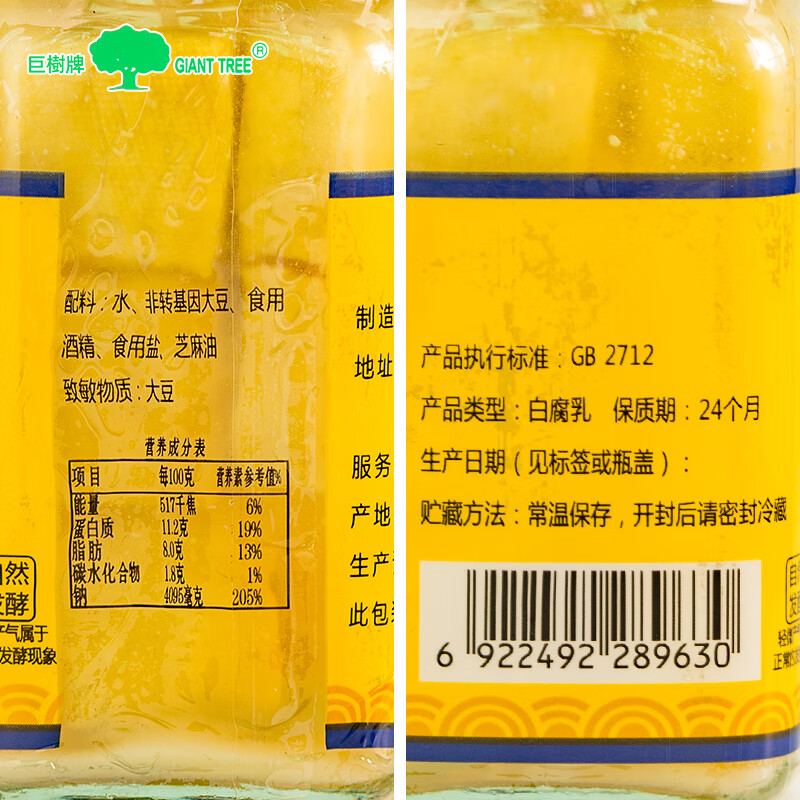 巨樹牌 GIANT TREE®
配料：水、非转基因大豆、食用
酒精、食用盐、芝麻油
致敏物质：大豆
营养成分表
项目 每100克 营养素参考值%
能量 517千焦 6%
蛋白质 11.2克 19%
脂肪 8.0克 13%
碳水化合物 1.8克 1%
钠 4095毫克 205%
然
发酵
气属于
发酵现象
制造
地址
服务
产地
生产
此包装
产品执行标准：GB 2712
产品类型：白腐乳 保质期：24个月
生产日期（见标签或瓶盖）：
贮藏方法：常温保存，开封后请密封冷藏
6 922492 289630